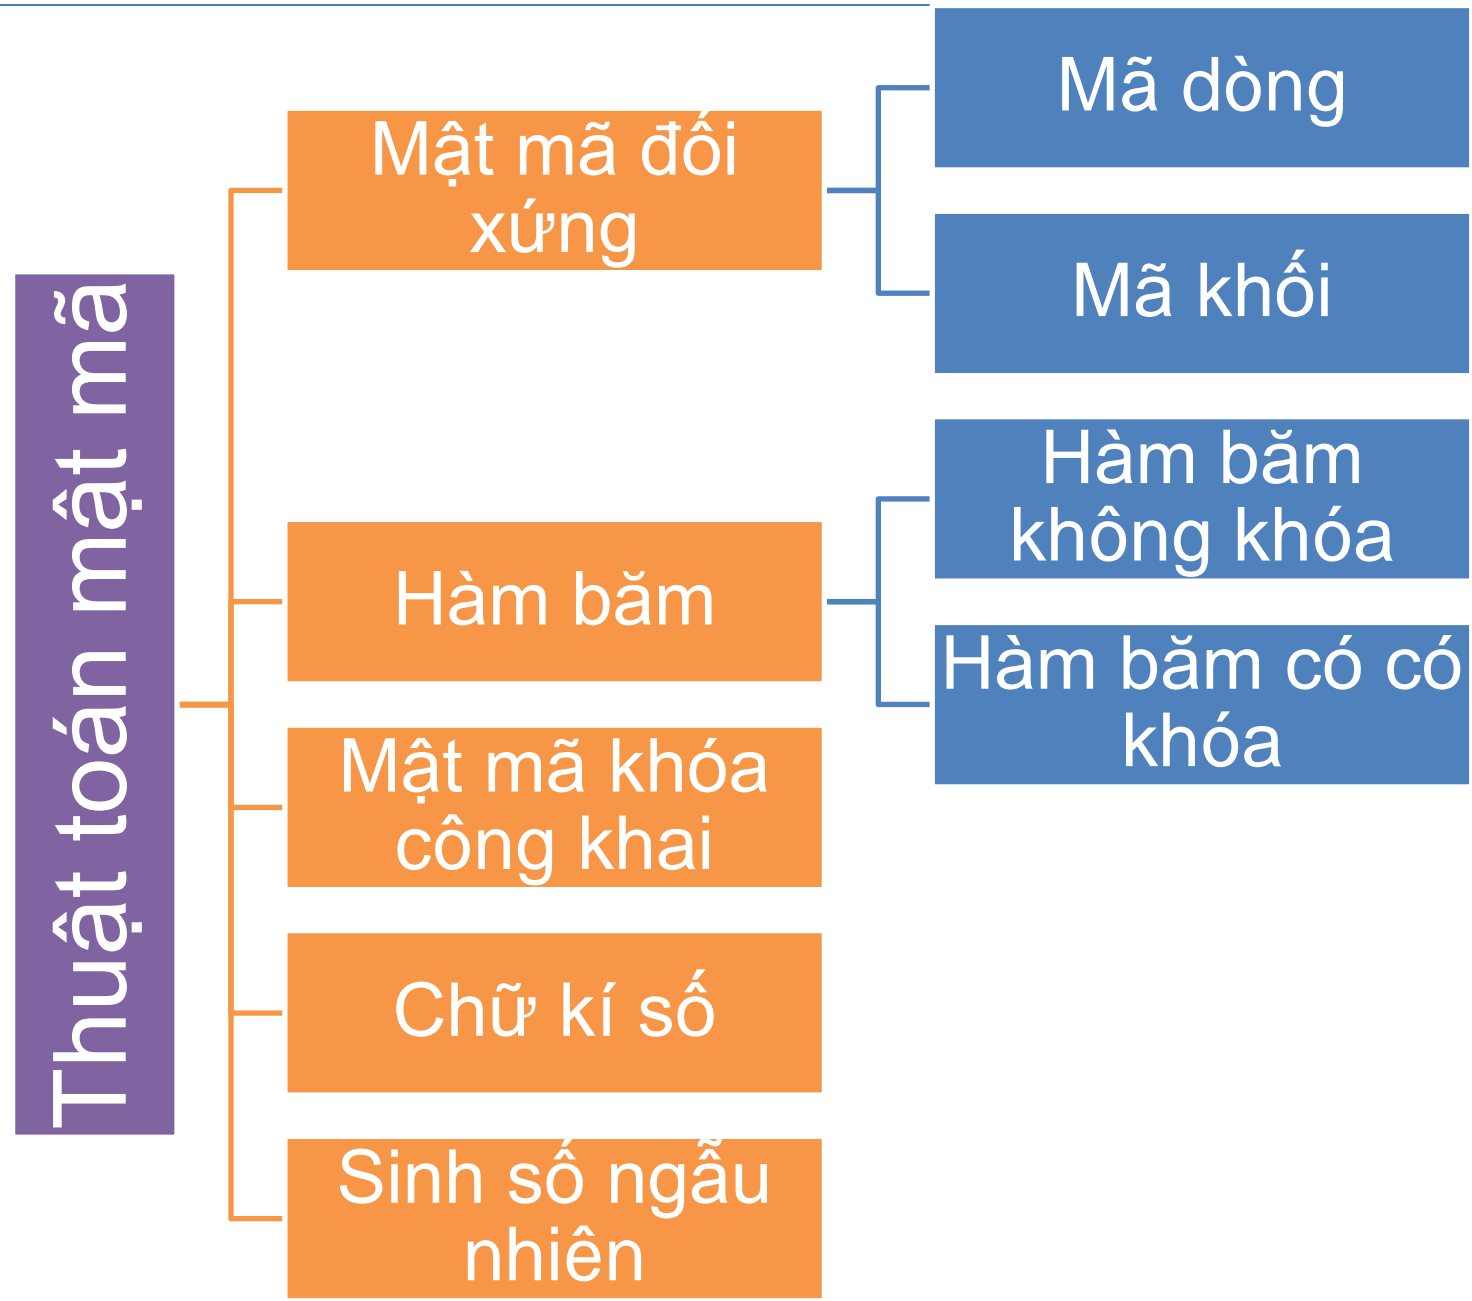 Thuật toán mật mã
Mật mã đối
xứng
Mã dòng
Mã khối
Hàm băm
Hàm băm
không khóa
Hàm băm có có
khóa
Mật mã khóa
công khai
Chữ kí số
Sinh số ngẫu
nhiên